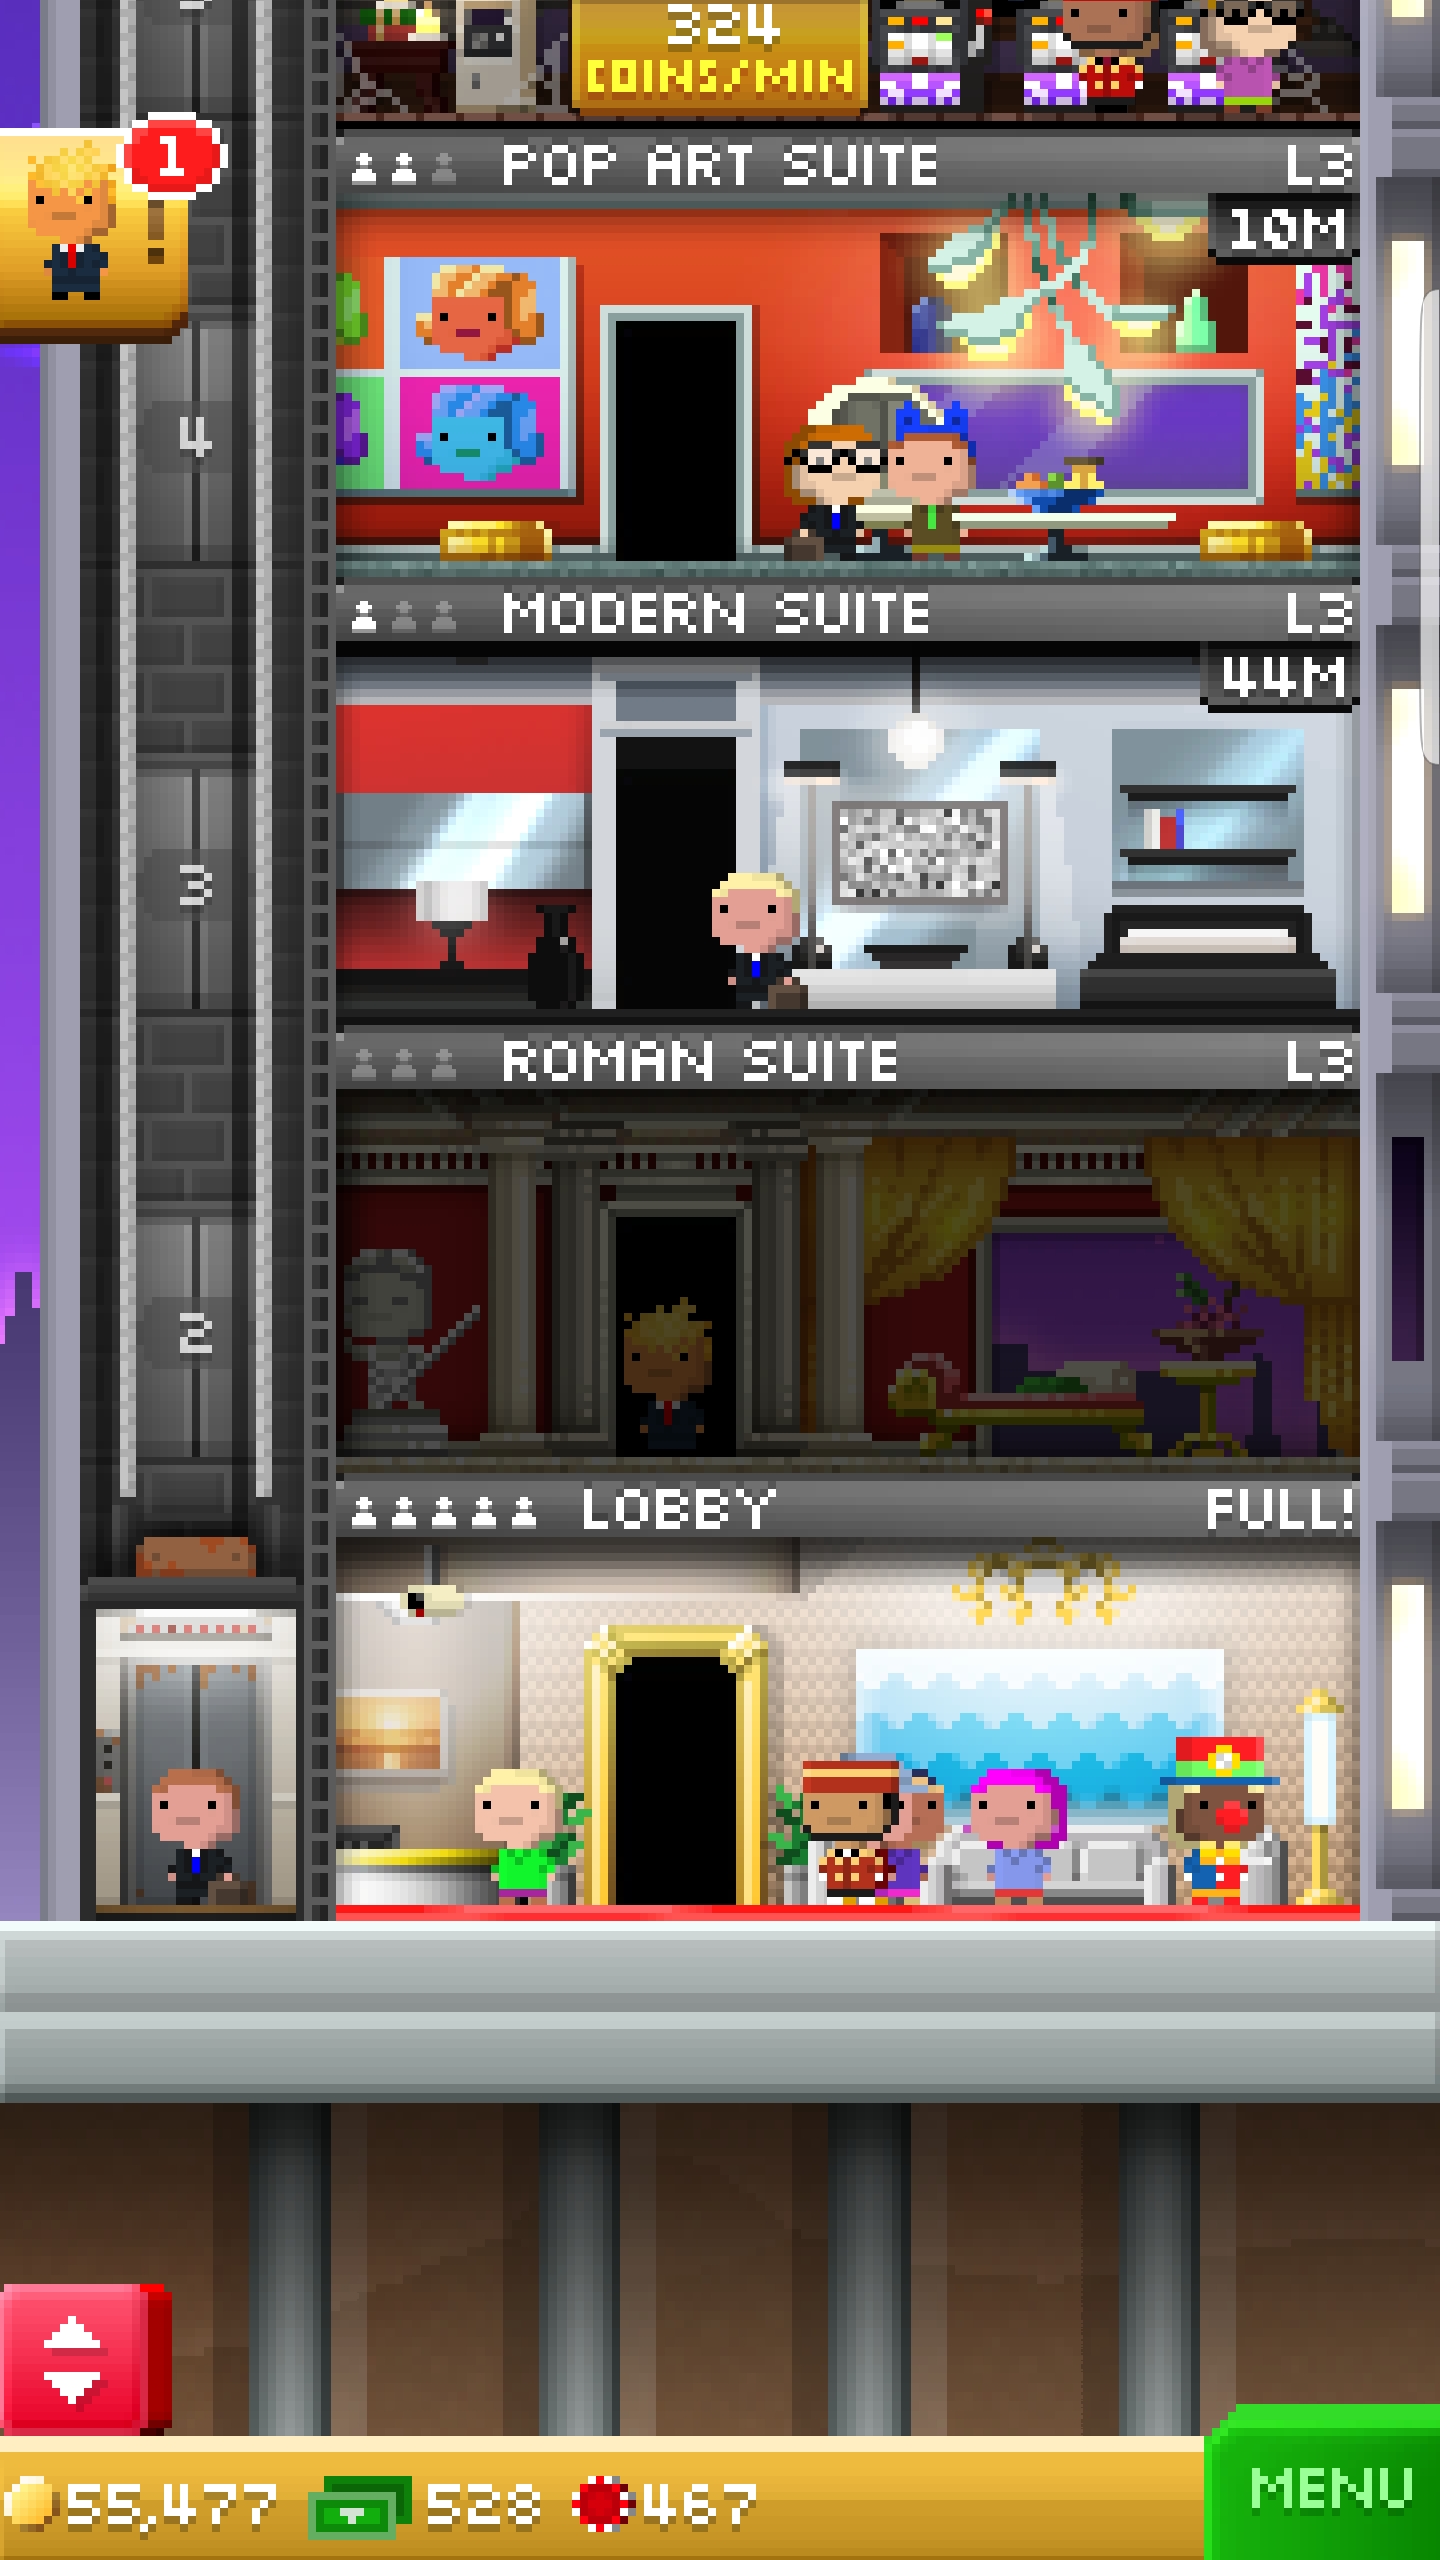 324
COINS/MIN
1
!
POP ART SUITE L3
10M
4
MODERN SUITE L3
44M
3
ROMAN SUITE L3
2
LOBBY FULL!
55,477 528 467
MENU